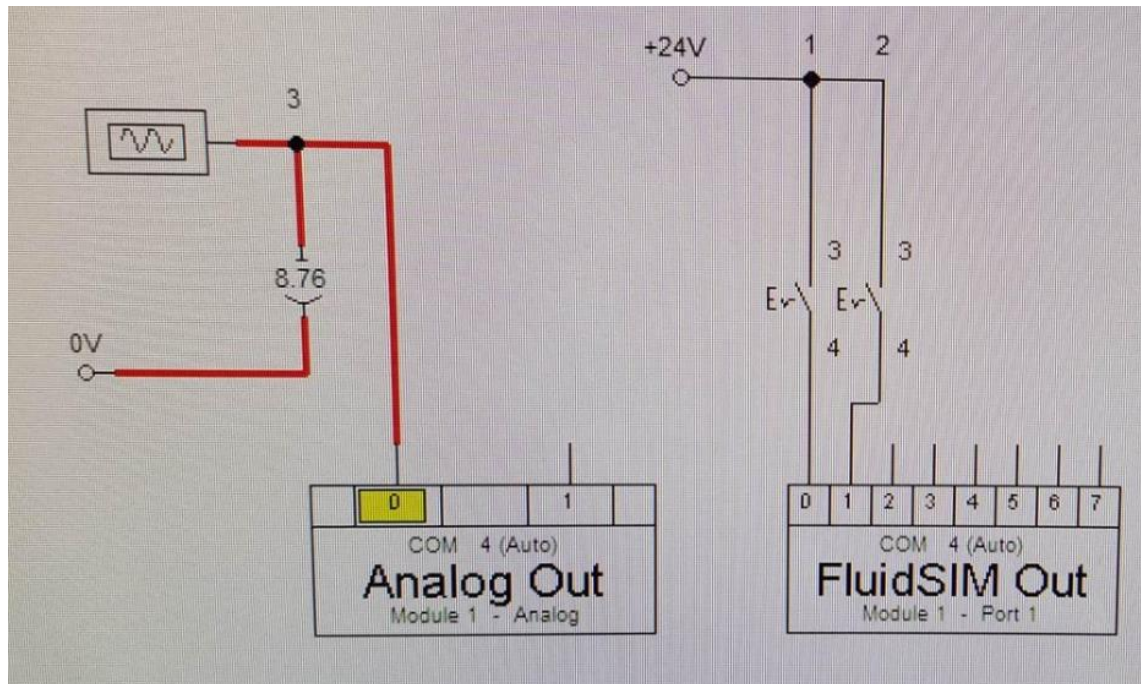 +24V 1 2
3
8.76
3 3
0V
4 4
0 1
COM 4 (Auto)
Analog Out
Module 1 - Analog
0 1 2 3 4 5 6 7
COM 4 (Auto)
FluidSIM Out
Module 1 - Port 1